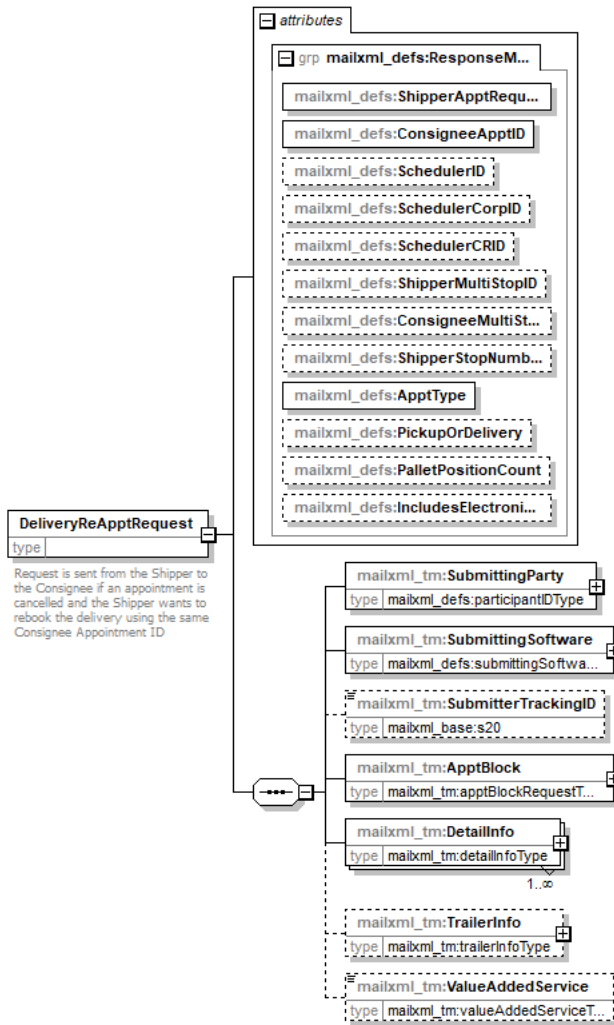 attributes
grp mailxml_defs:ResponseM...
mailxml_defs:ShipperApptRequ...
mailxml_defs:ConsigneeApptID
mailxml_defs:SchedulerID
mailxml_defs:SchedulerCorpID
mailxml_defs:SchedulerCRID
mailxml_defs:ShipperMultiStopID
mailxml_defs:ConsigneeMultiSt...
mailxml_defs:ShipperStopNumb...
mailxml_defs:ApptType
mailxml_defs:PickupOrDelivery
mailxml_defs:PalletPositionCount
mailxml_defs:IncludesElectroni...
DeliveryReApptRequest
type
Request is sent from the Shipper to
the Consignee if an appointment is
cancelled and the Shipper wants to
rebook the delivery using the same
Consignee Appointment ID
mailxml_tm:SubmittingParty
type mailxml_defs:participantIDType
mailxml_tm:SubmittingSoftware
type mailxml_defs:submittingSoftwa...
mailxml_tm:SubmitterTrackingID
type mailxml_base:s20
mailxml_tm:ApptBlock
type mailxml_tm:apptBlockRequestT...
mailxml_tm:DetailInfo
type mailxml_tm:detailInfoType
1..∞
mailxml_tm:TrailerInfo
type mailxml_tm:trailerInfoType
mailxml_tm:ValueAddedService
type mailxml_tm:valueAddedServiceT...